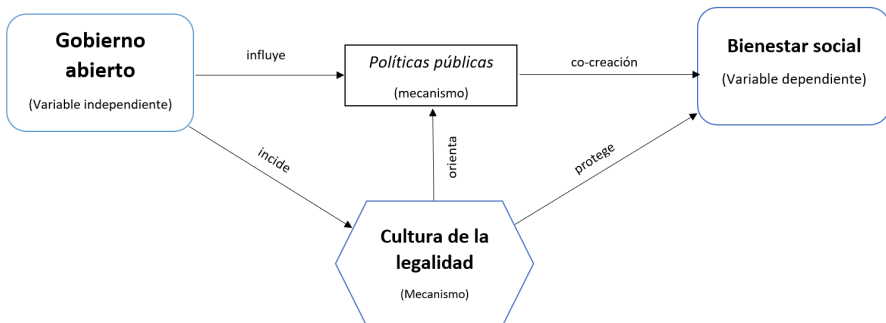 Gobierno
abierto
(Variable independiente)
influye
Políticas públicas
(mecanismo)
co-creación
Bienestar social
(Variable dependiente)
incide
orienta
protege
Cultura de la
legalidad
(Mecanismo)